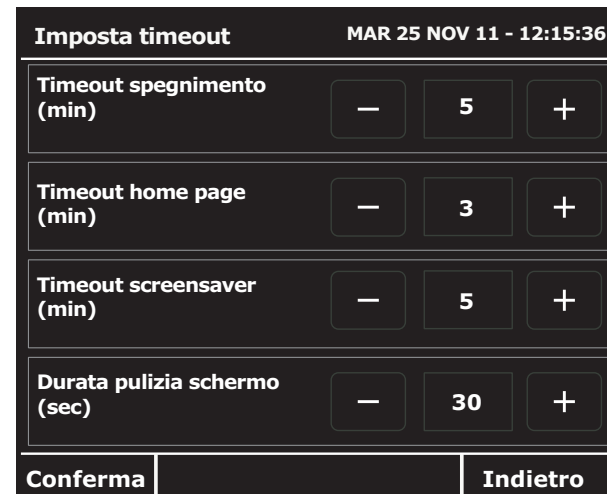 Imposta timeout MAR 25 NOV 11 - 12:15:36
Timeout spegnimento
(min)
− 5 +
Timeout home page
(min)
− 3 +
Timeout screensaver
(min)
− 5 +
Durata pulizia schermo
(sec)
− 30 +
Conferma Indietro